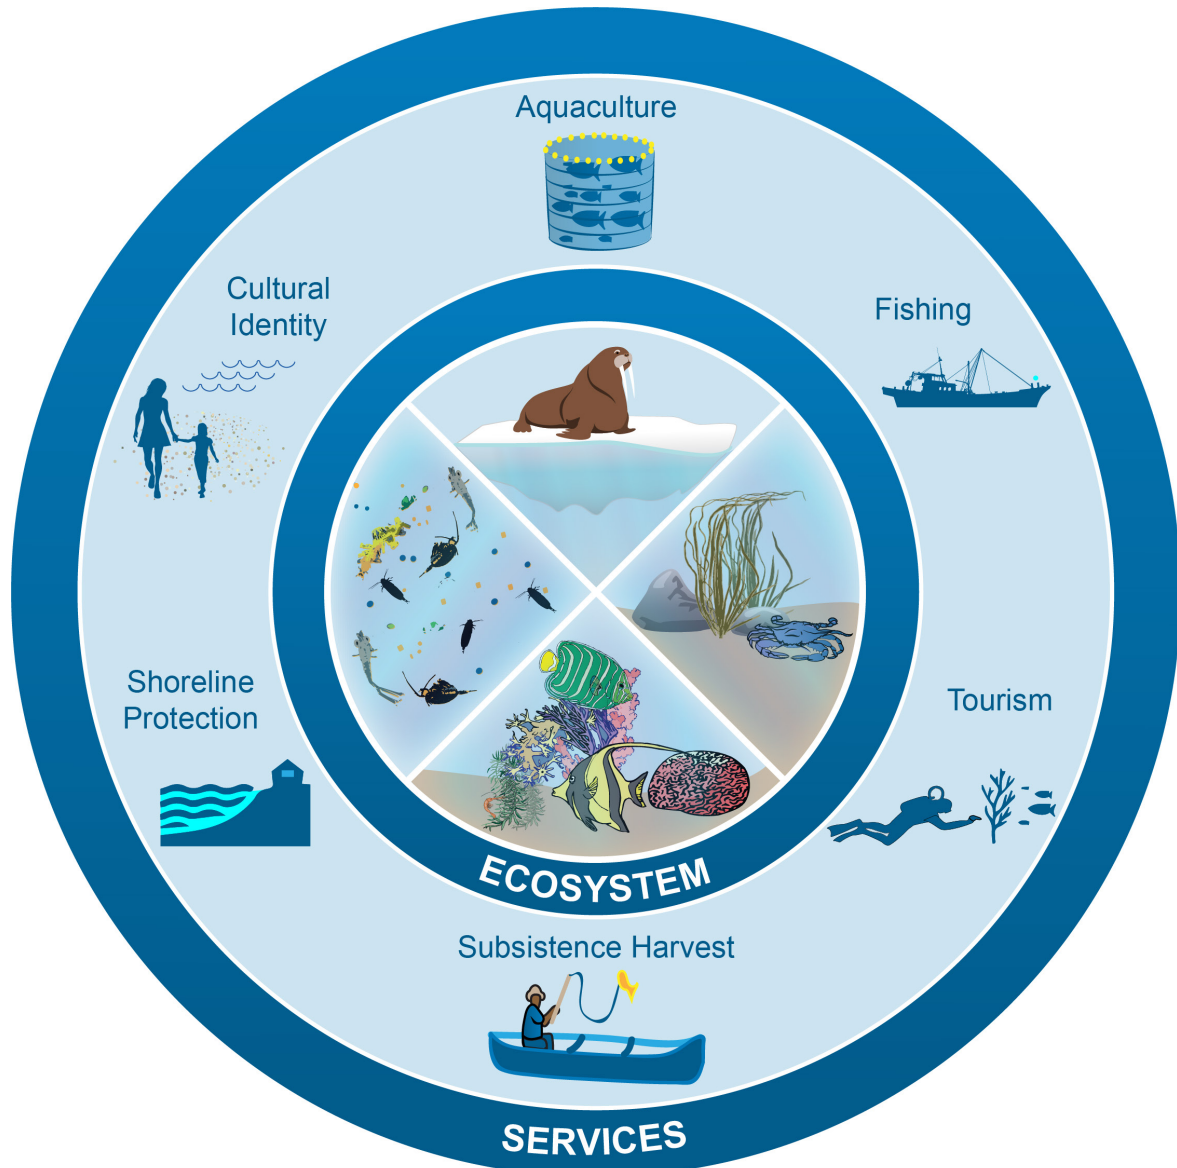 Aquaculture
Cultural
Identity
Fishing
Shoreline
Protection
Tourism
ECOSYSTEM
Subsistence Harvest
SERVICES